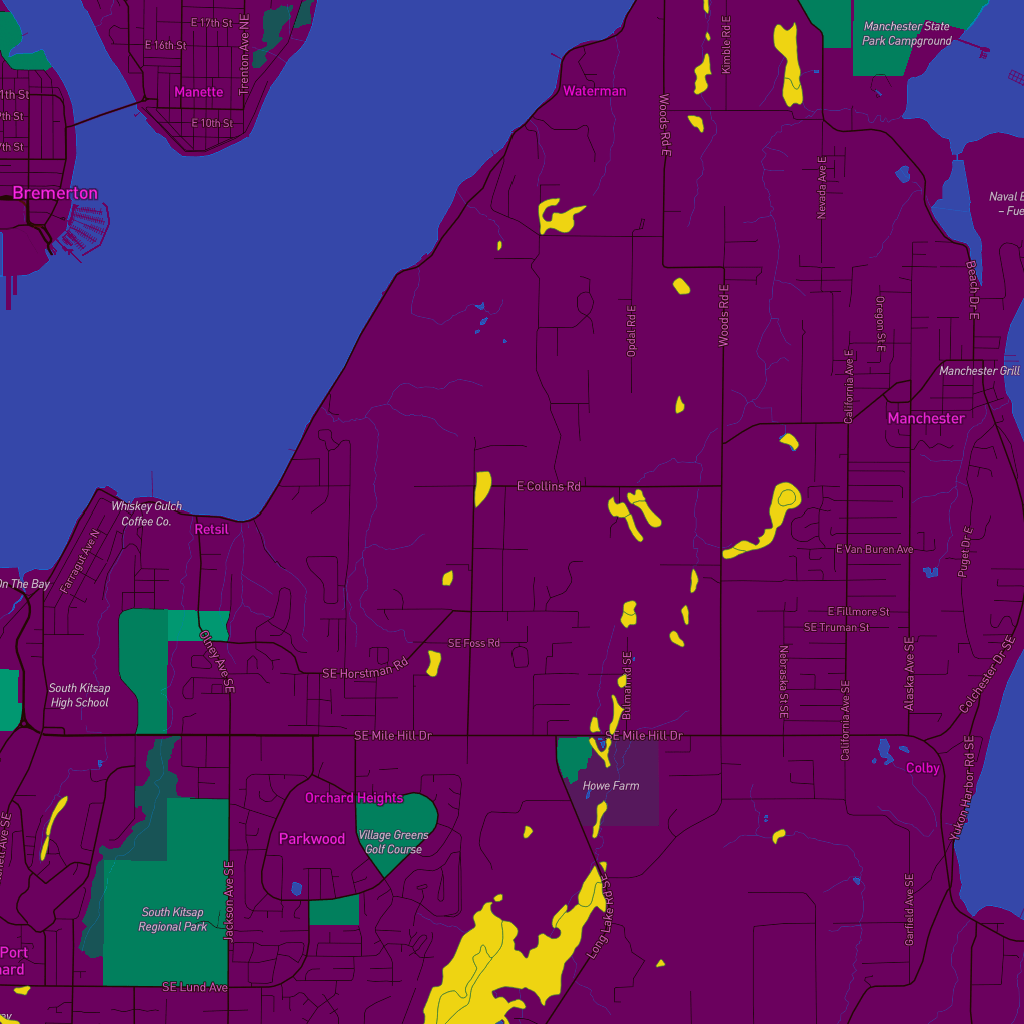 E 17th St
Trenton Ave NE
Kimble Rd E
Manchester State
Park Campground
E 16th St
Manette
Waterman
E 10th St
Woods Rd E
Nevada Ave E
Bremerton
Beach Dr E
Opdal Rd E
Woods Rd E
Oregon St E
California Ave E
Manchester Grill
Manchester
E Collins Rd
Whiskey Gulch
Coffee Co.
Retsil
Farragut Ave N
E Van Buren Ave
Puget Dr E
On The Bay
E Fillmore St
SE Truman St
Olney Ave SE
SE Foss Rd
SE Horstman Rd
South Kitsap
High School
Bulman Rd SE
Nebraska St SE
California Ave SE
Alaska Ave SE
Colchester Dr SE
SE Mile Hill Dr
SE Mile Hill Dr
Colby
Howe Farm
Yukon Harbor Rd SE
Orchard Heights
Parkwood
Village Greens
Golf Course
South Kitsap
Regional Park
Jackson Ave SE
Long Lake Rd SE
Garfield Ave SE
Port
SE Lund Ave